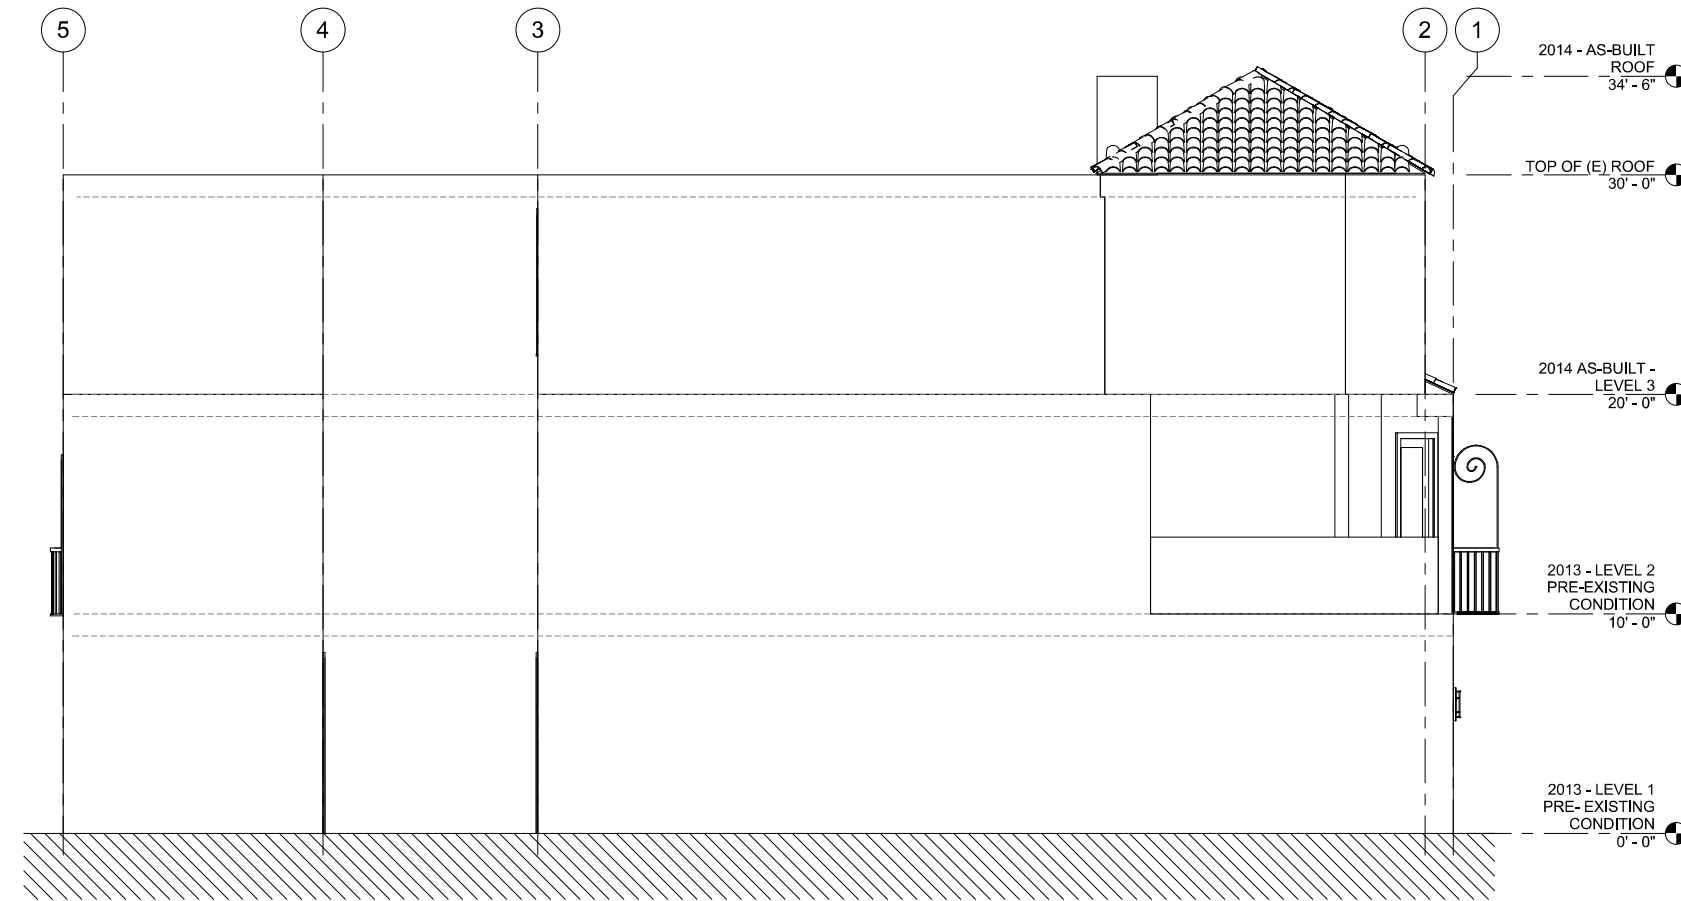 5
4
3
2
1
2014 - AS-BUILT
ROOF
34' - 6"
TOP OF (E) ROOF
30' - 0"
2014 AS-BUILT -
LEVEL 3
20' - 0"
2013 - LEVEL 2
PRE-EXISTING
CONDITION
10' - 0"
2013 - LEVEL 1
PRE- EXISTING
CONDITION
0' - 0"